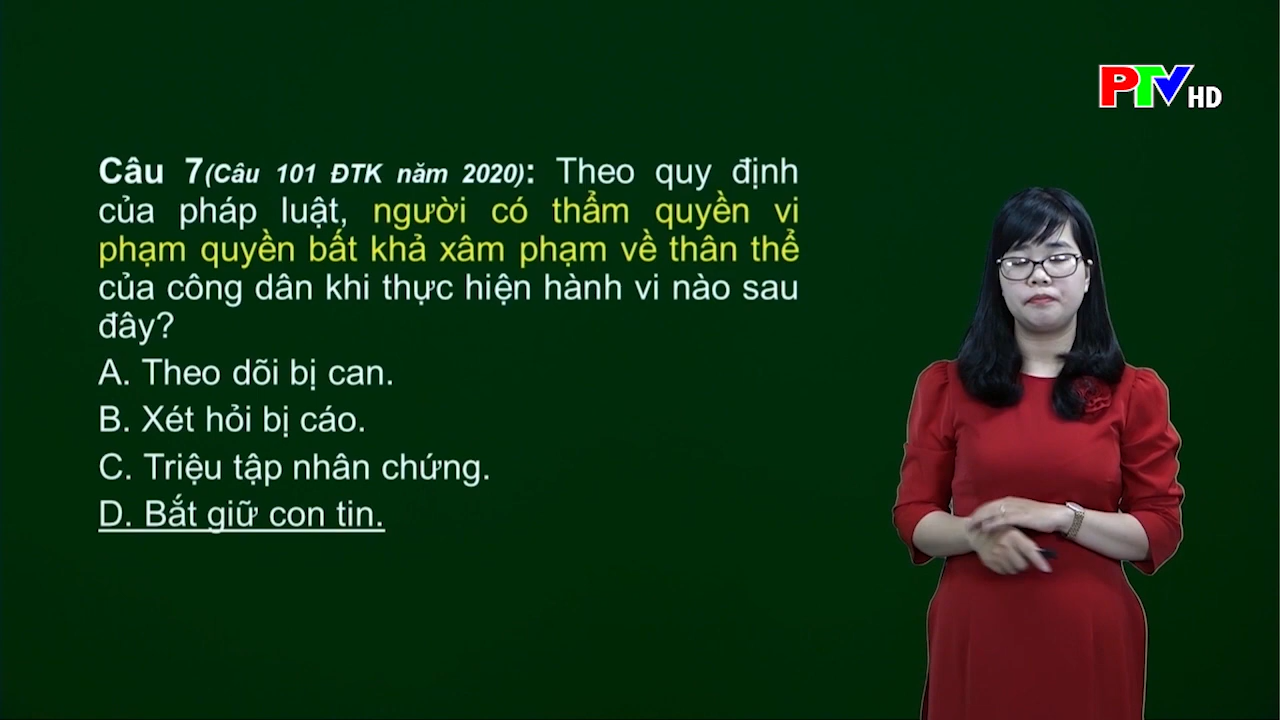 PTV HD
Câu 7(Câu 101 ĐTK năm 2020): Theo quy định
của pháp luật, người có thẩm quyền vi
phạm quyền bất khả xâm phạm về thân thể
của công dân khi thực hiện hành vi nào sau
đây?
A. Theo dõi bị can.
B. Xét hỏi bị cáo.
C. Triệu tập nhân chứng.
D. Bắt giữ con tin.